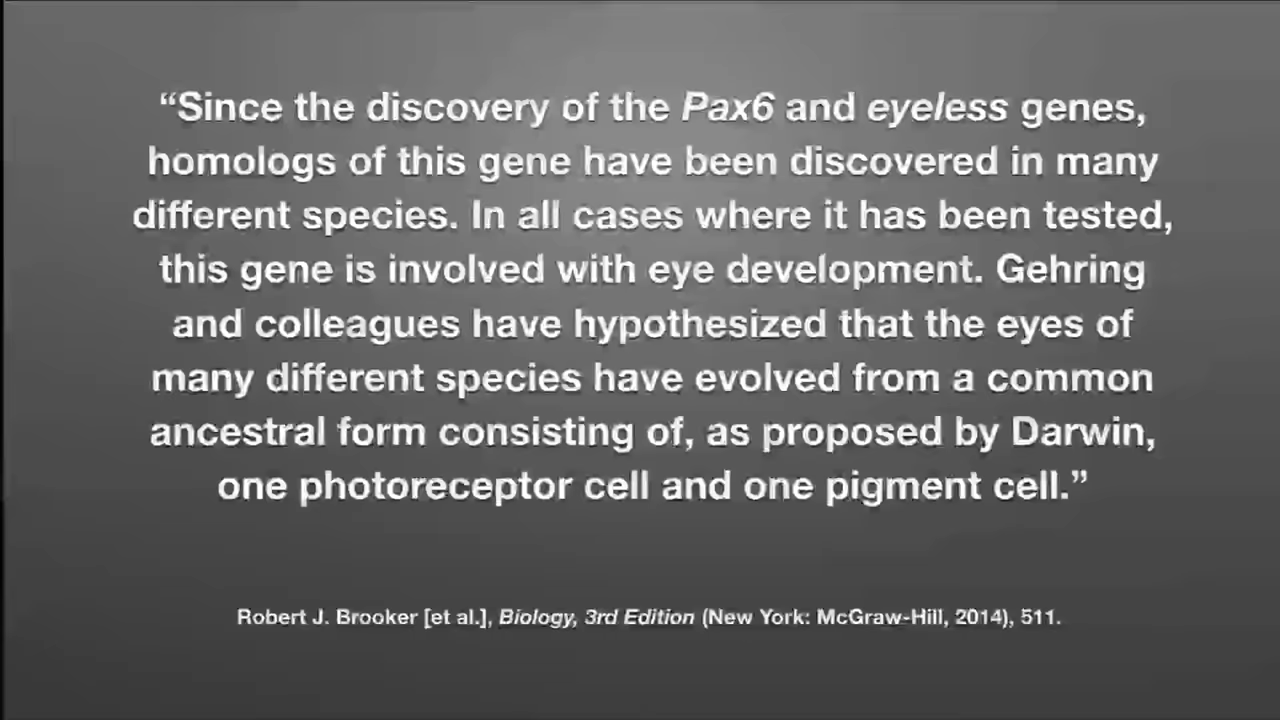 “Since the discovery of the Pax6 and eyeless genes,
homologs of this gene have been discovered in many
different species. In all cases where it has been tested,
this gene is involved with eye development. Gehring
and colleagues have hypothesized that the eyes of
many different species have evolved from a common
ancestral form consisting of, as proposed by Darwin,
one photoreceptor cell and one pigment cell.”
Robert J. Brooker [et al.], Biology, 3rd Edition (New York: McGraw-Hill, 2014), 511.